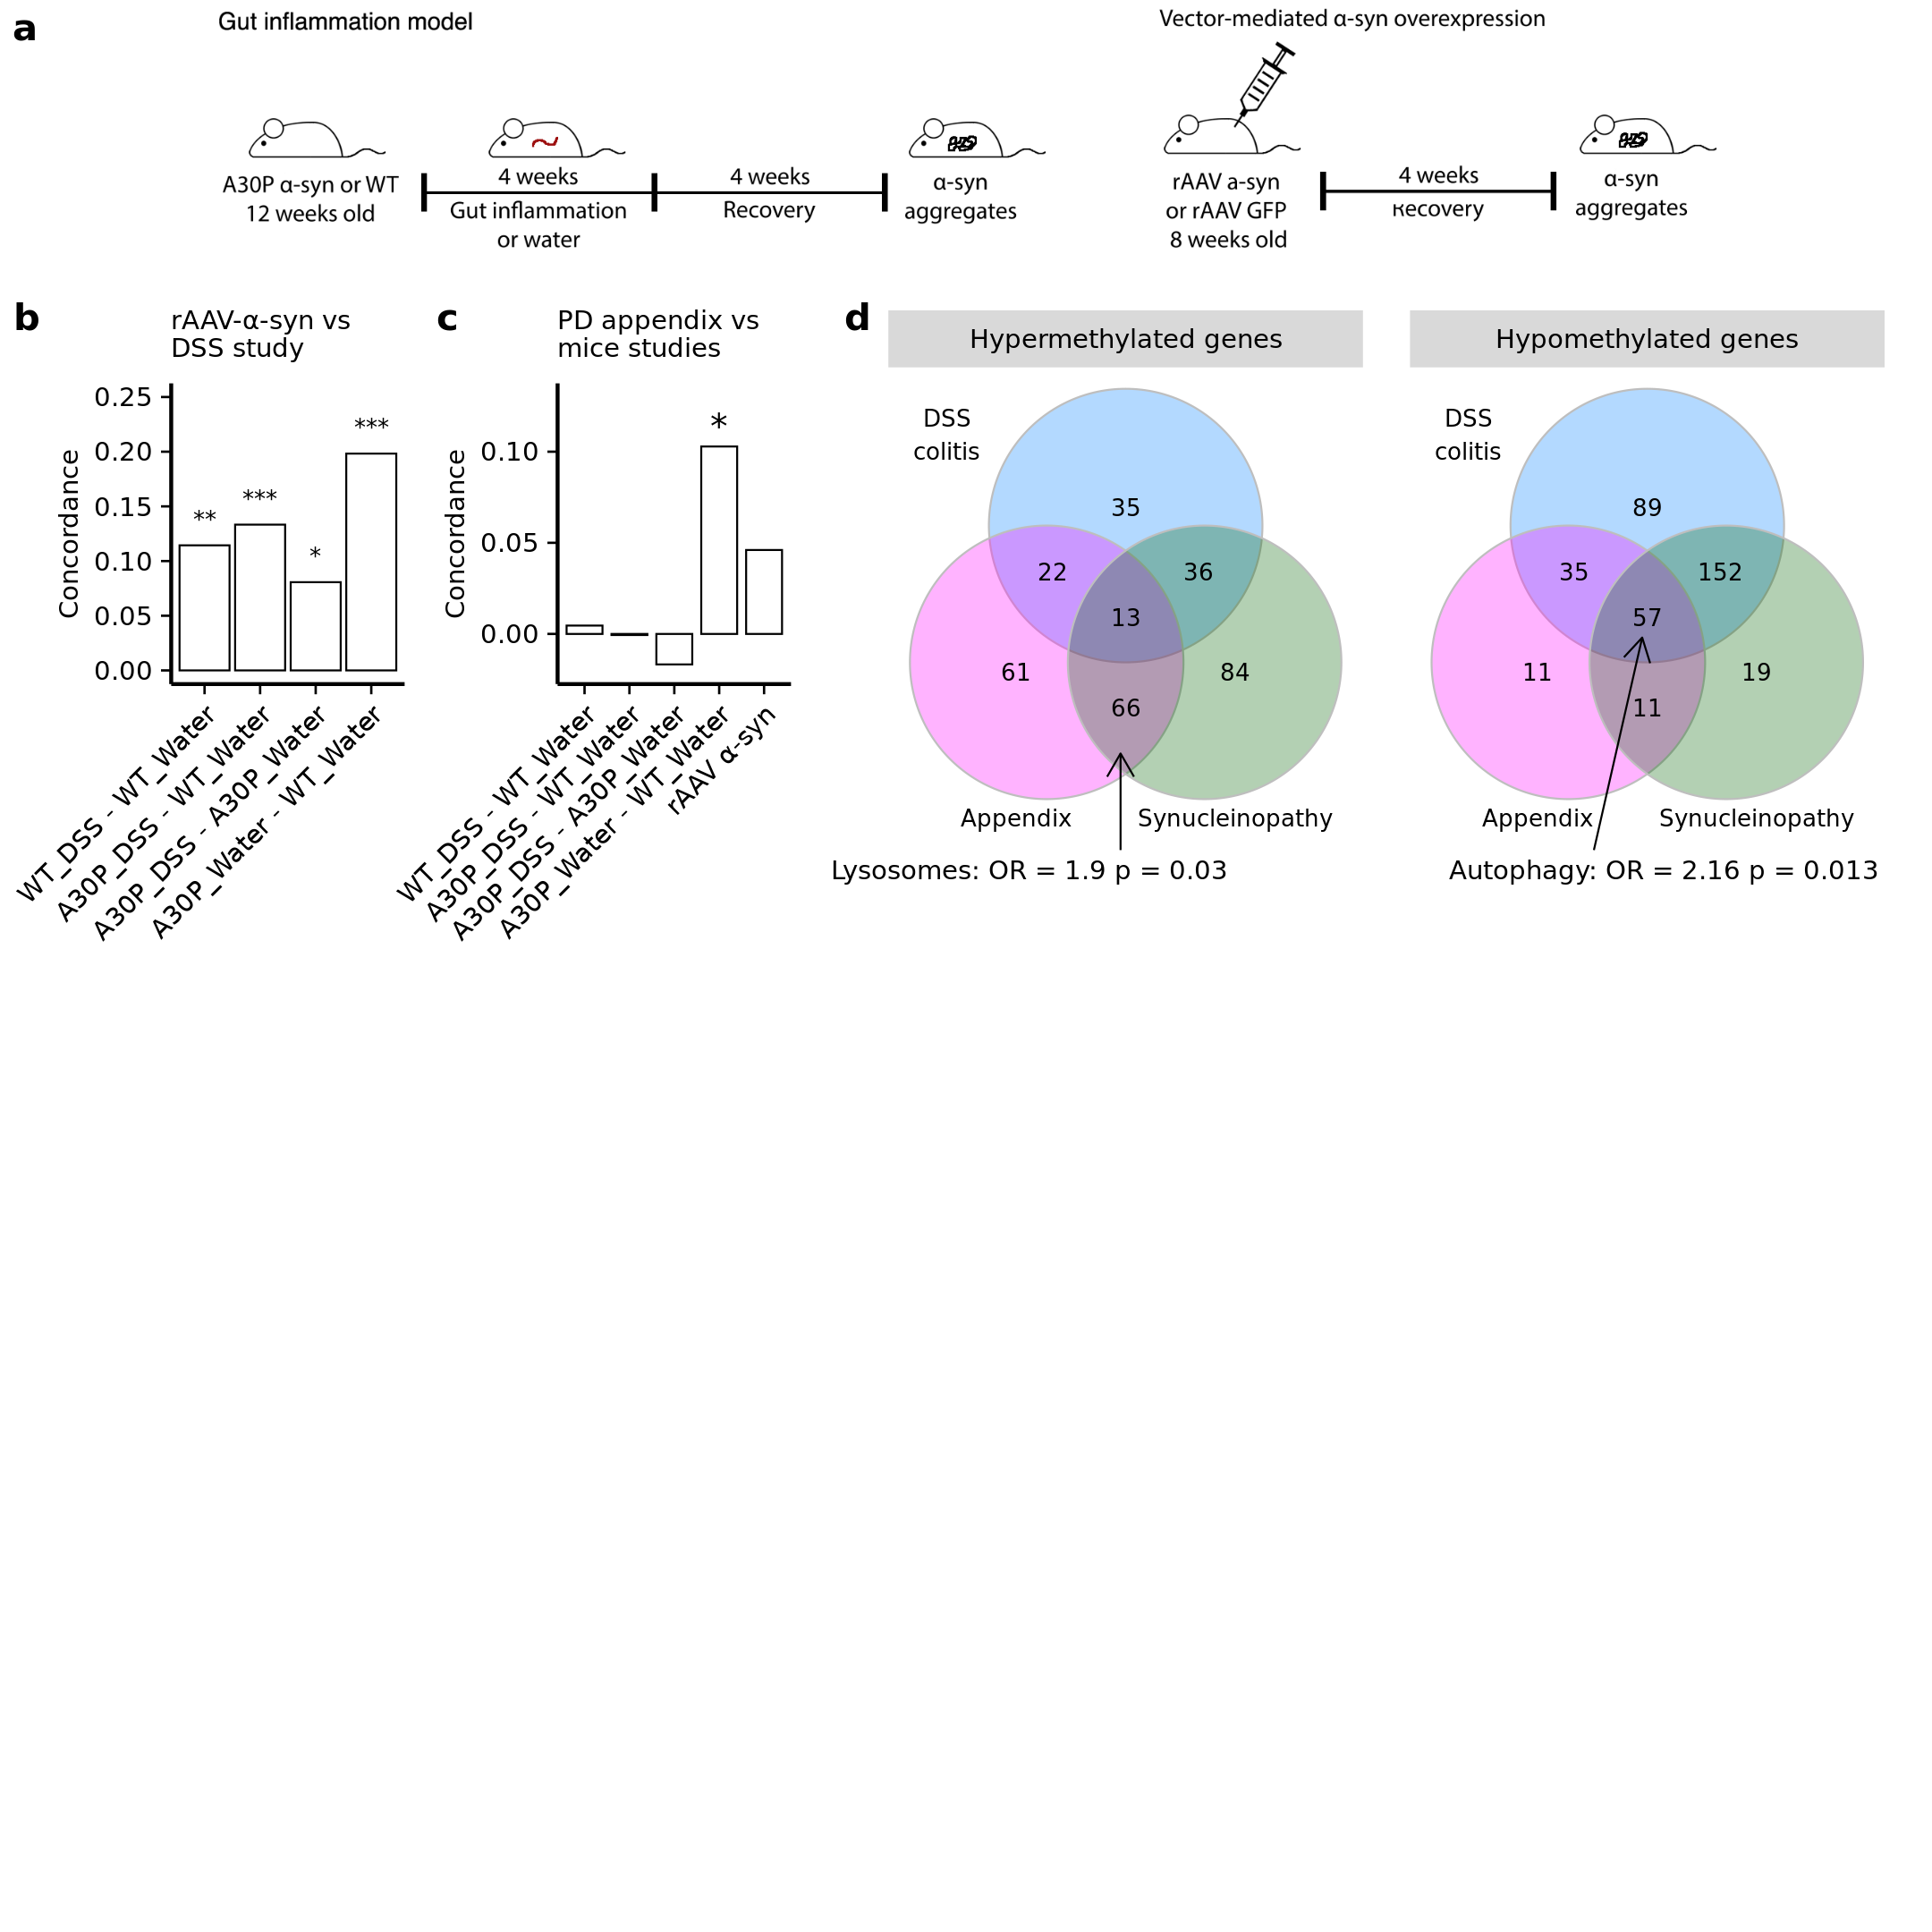 a
Gut inflammation model
Vector-mediated α-syn overexpression
A30P α-syn or WT
12 weeks old
4 weeks
Gut inflammation
or water
4 weeks
Recovery
α-syn
aggregates
rAAV a-syn
or rAAV GFP
8 weeks old
4 weeks
Recovery
α-syn
aggregates
b
rAAV-α-syn vs
DSS study
Concordance
0.25
0.20
0.15
0.10
0.05
0.00
**
***
*
***
WT_DSS - WT_Water
A30P_DSS - WT_Water
A30P_DSS - A30P_Water
A30P_Water - WT_Water
c
PD appendix vs
mice studies
Concordance
0.10
0.05
0.00
*
WT_DSS - WT_Water
A30P_DSS - WT_Water
A30P_DSS - A30P_Water
A30P_Water - WT_Water
rAAV α-syn
d
Hypermethylated genes
DSS
colitis
35
22
36
13
61
84
66
Appendix
Synucleinopathy
Lysosomes: OR = 1.9 p = 0.03
Hypomethylated genes
DSS
colitis
89
35
152
57
11
19
11
Appendix
Synucleinopathy
Autophagy: OR = 2.16 p = 0.013